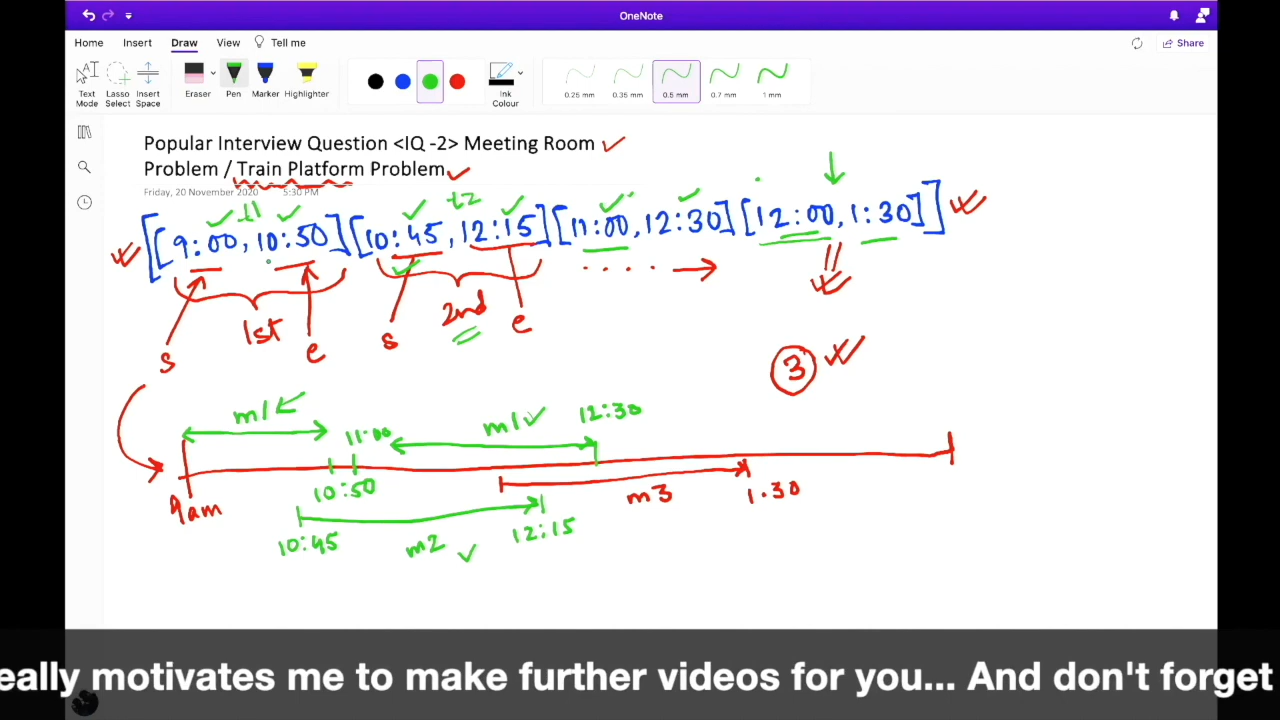 OneNote
Home Insert Draw View Tell me Share
Text Mode Lasso Select Insert Space Eraser Pen Marker Highlighter Ink Colour 0.25 mm 0.35 mm 0.5 mm 0.7 mm 1 mm
Popular Interview Question <IQ -2> Meeting Room
Problem / Train Platform Problem
Friday, 20 November 2020 5:30 PM
t1 t2
[[9:00, 10:50][10:45, 12:15][11:00, 12:30][12:00, 1:30]]
1st 2nd
s e s e
3
m1 m1 12:30
11:00
10:50 m3 1.30
9am
10:45 m2 12:15
eally motivates me to make further videos for you... And don't forget